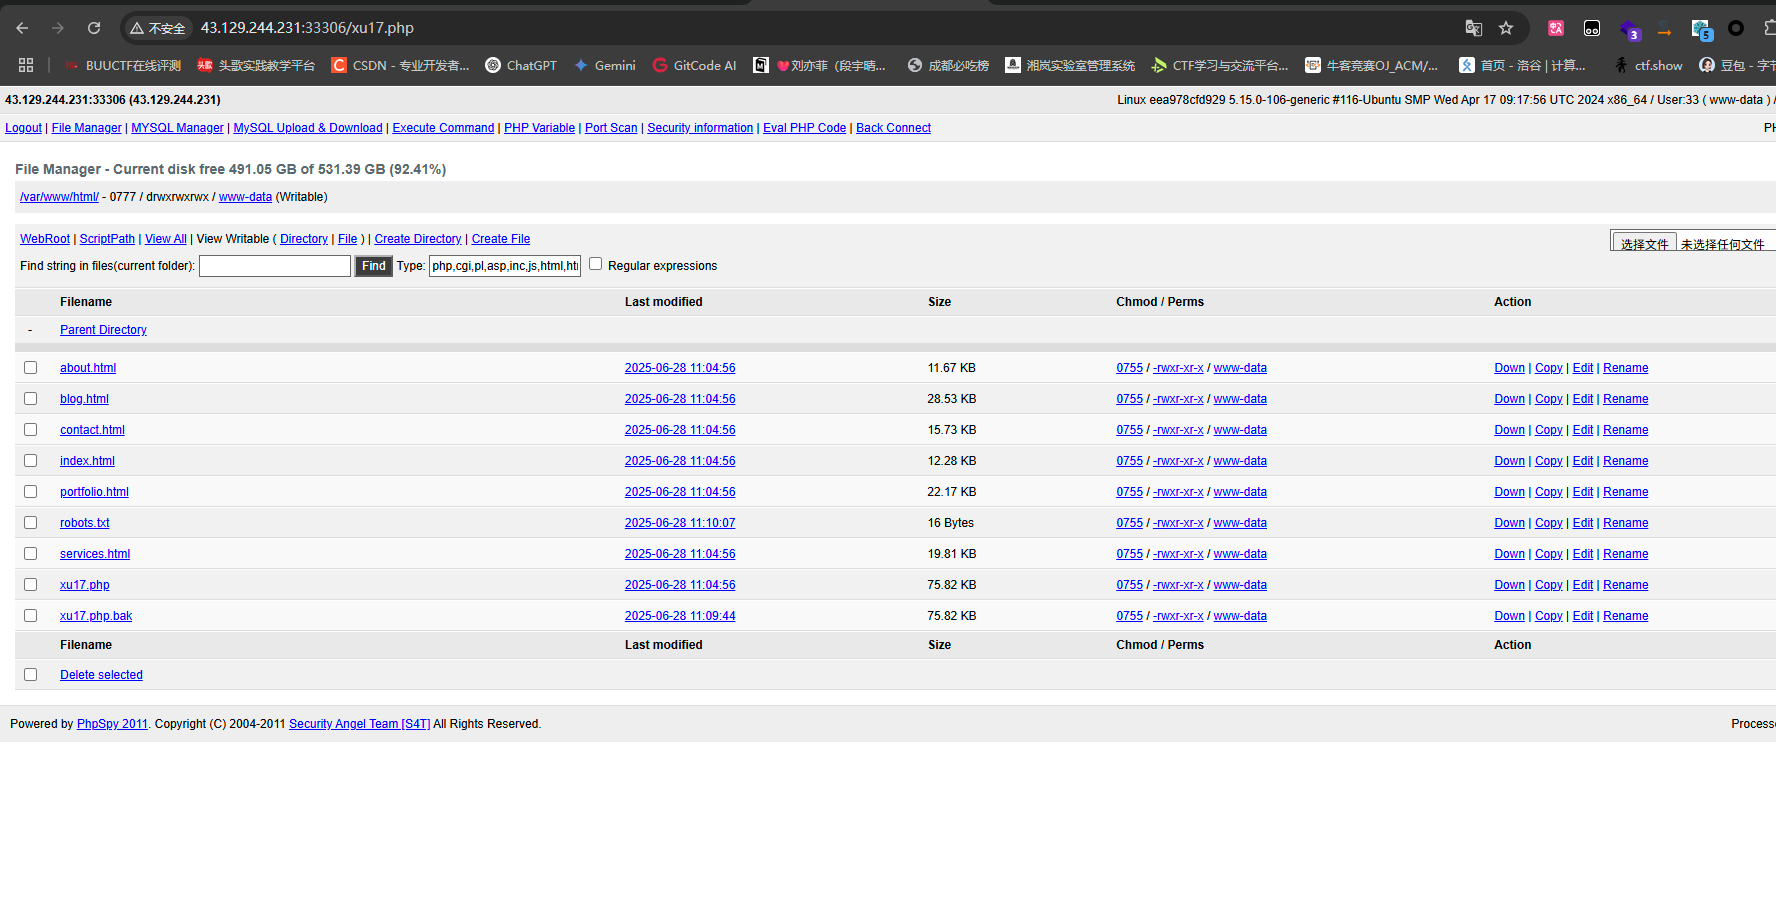 不安全 43.129.244.231:33306/xu17.php 3 5
BUUCTF在线评测 头歌实践教学平台 CSDN - 专业开发者... ChatGPT Gemini GitCode AI 刘亦菲（段宇晴... 成都必吃榜 湘岚实验室管理系统 CTF学习与交流平台... 牛客竞赛OJ_ACM/... 首页 - 洛谷 | 计算... ctf.show 豆包 - 字节
43.129.244.231:33306 (43.129.244.231) Linux eea978cfd929 5.15.0-106-generic #116-Ubuntu SMP Wed Apr 17 09:17:56 UTC 2024 x86_64 / User:33 ( www-data ) /
Logout | File Manager | MYSQL Manager | MySQL Upload & Download | Execute Command | PHP Variable | Port Scan | Security information | Eval PHP Code | Back Connect
File Manager - Current disk free 491.05 GB of 531.39 GB (92.41%)
/var/www/html/ - 0777 / drwxrwxrwx / www-data (Writable)
WebRoot | ScriptPath | View All | View Writable ( Directory | File ) | Create Directory | Create File 选择文件 未选择任何文件
Find string in files(current folder): Find Type: php,cgi,pl,asp,inc,js,html,ht Regular expressions
Filename Last modified Size Chmod / Perms Action
- Parent Directory
about.html 2025-06-28 11:04:56 11.67 KB 0755 / -rwxr-xr-x / www-data Down | Copy | Edit | Rename
blog.html 2025-06-28 11:04:56 28.53 KB 0755 / -rwxr-xr-x / www-data Down | Copy | Edit | Rename
contact.html 2025-06-28 11:04:56 15.73 KB 0755 / -rwxr-xr-x / www-data Down | Copy | Edit | Rename
index.html 2025-06-28 11:04:56 12.28 KB 0755 / -rwxr-xr-x / www-data Down | Copy | Edit | Rename
portfolio.html 2025-06-28 11:04:56 22.17 KB 0755 / -rwxr-xr-x / www-data Down | Copy | Edit | Rename
robots.txt 2025-06-28 11:10:07 16 Bytes 0755 / -rwxr-xr-x / www-data Down | Copy | Edit | Rename
services.html 2025-06-28 11:04:56 19.81 KB 0755 / -rwxr-xr-x / www-data Down | Copy | Edit | Rename
xu17.php 2025-06-28 11:04:56 75.82 KB 0755 / -rwxr-xr-x / www-data Down | Copy | Edit | Rename
xu17.php.bak 2025-06-28 11:09:44 75.82 KB 0755 / -rwxr-xr-x / www-data Down | Copy | Edit | Rename
Filename Last modified Size Chmod / Perms Action
Delete selected
Powered by PhpSpy 2011. Copyright (C) 2004-2011 Security Angel Team [S4T] All Rights Reserved.